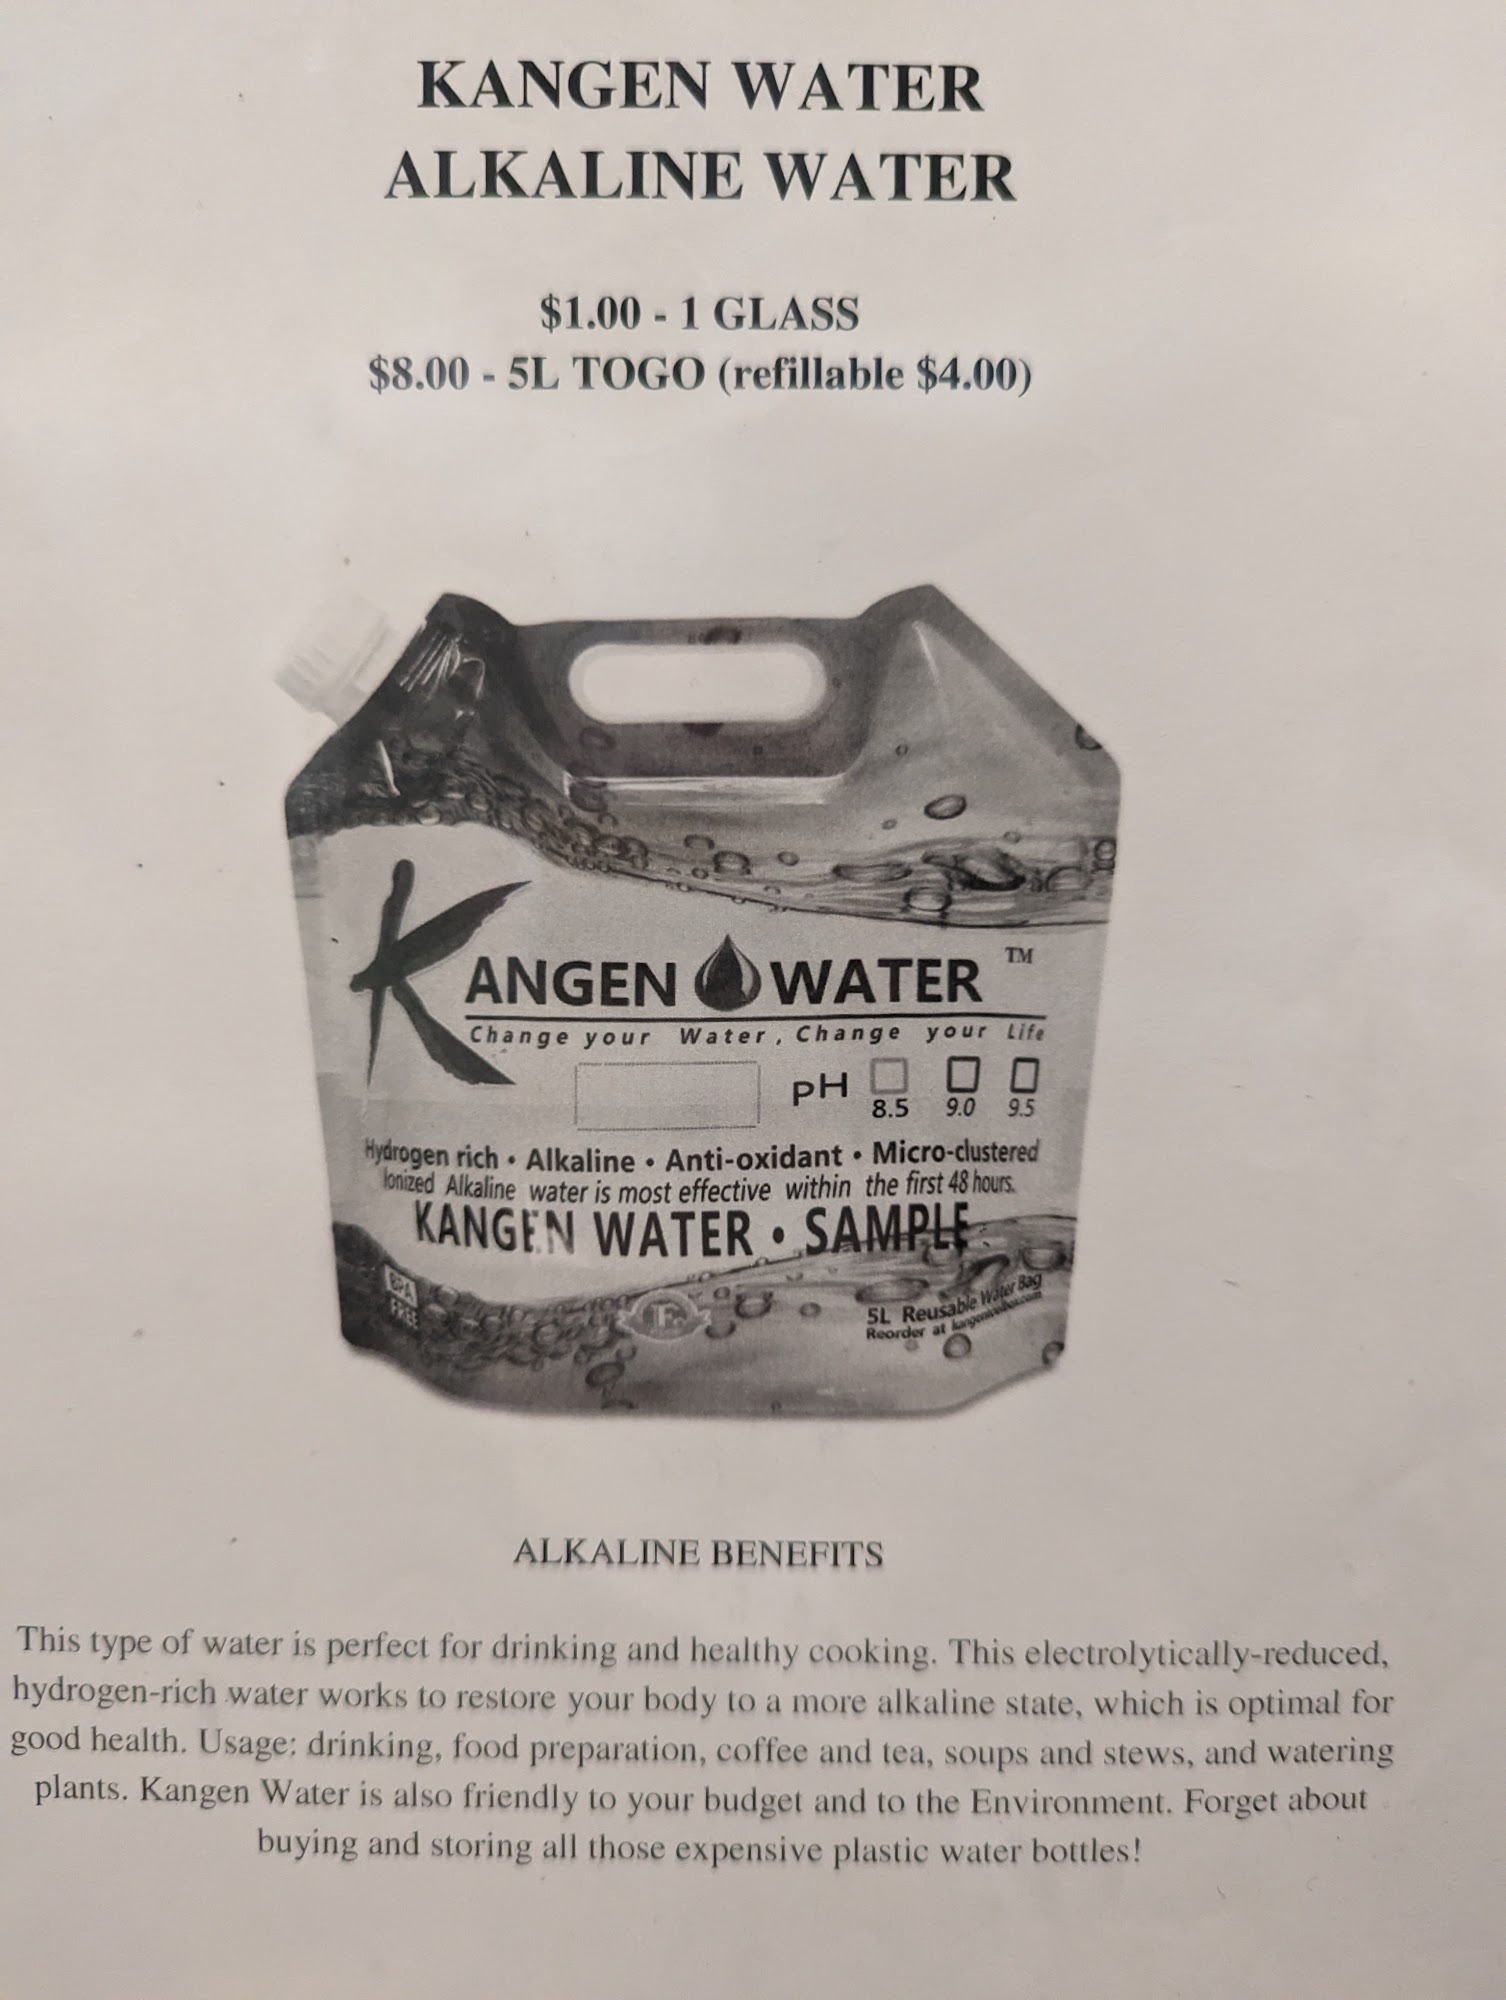 KANGEN WATER
ALKALINE WATER
$1.00 - 1 GLASS
$8.00 - 5L TOGO (refillable $4.00)
KANGEN WATER ™
Change your Water, Change your Life
pH 8.5 9.0 9.5
Hydrogen rich • Alkaline • Anti-oxidant • Micro-clustered
Ionized Alkaline water is most effective within the first 48 hours.
KANGEN WATER • SAMPLE
BPA
FREE
5L Reusable Water Bag
Reorder at
ALKALINE BENEFITS
This type of water is perfect for drinking and healthy cooking. This electrolytically-reduced,
hydrogen-rich water works to restore your body to a more alkaline state, which is optimal for
good health. Usage: drinking, food preparation, coffee and tea, soups and stews, and watering
plants. Kangen Water is also friendly to your budget and to the Environment. Forget about
buying and storing all those expensive plastic water bottles!